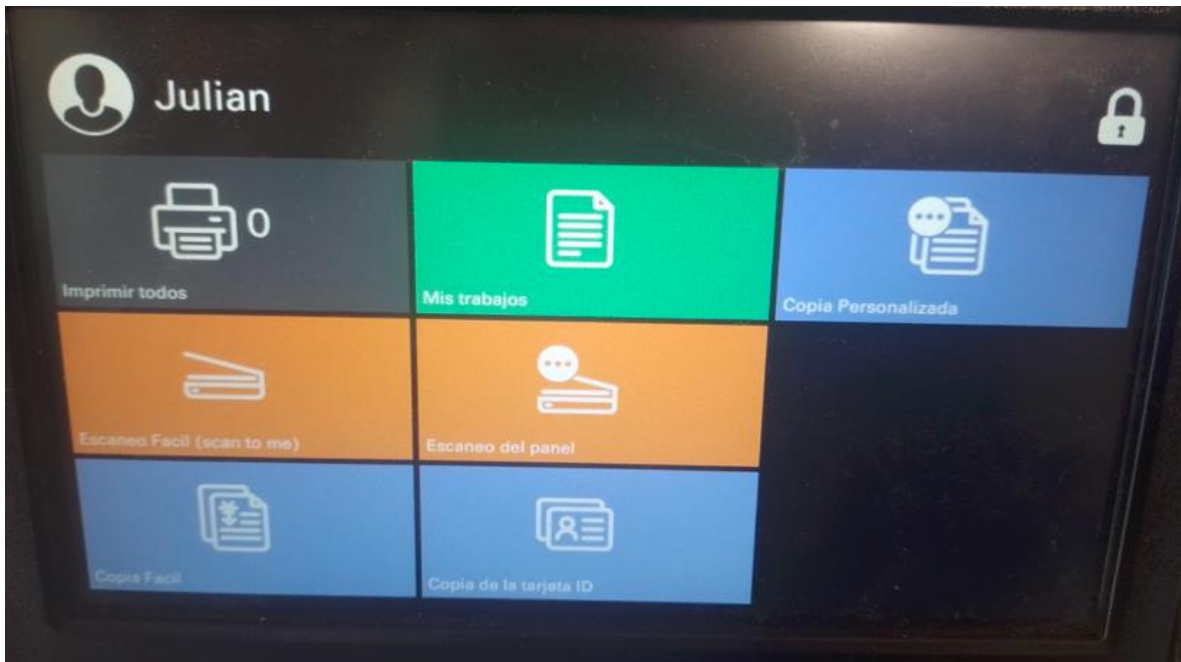 Julian
0
Imprimir todos
Mis trabajos
Copia Personalizada
Escaneo Facil (scan to me)
Escaneo del panel
Copia Facil
Copia de la tarjeta ID